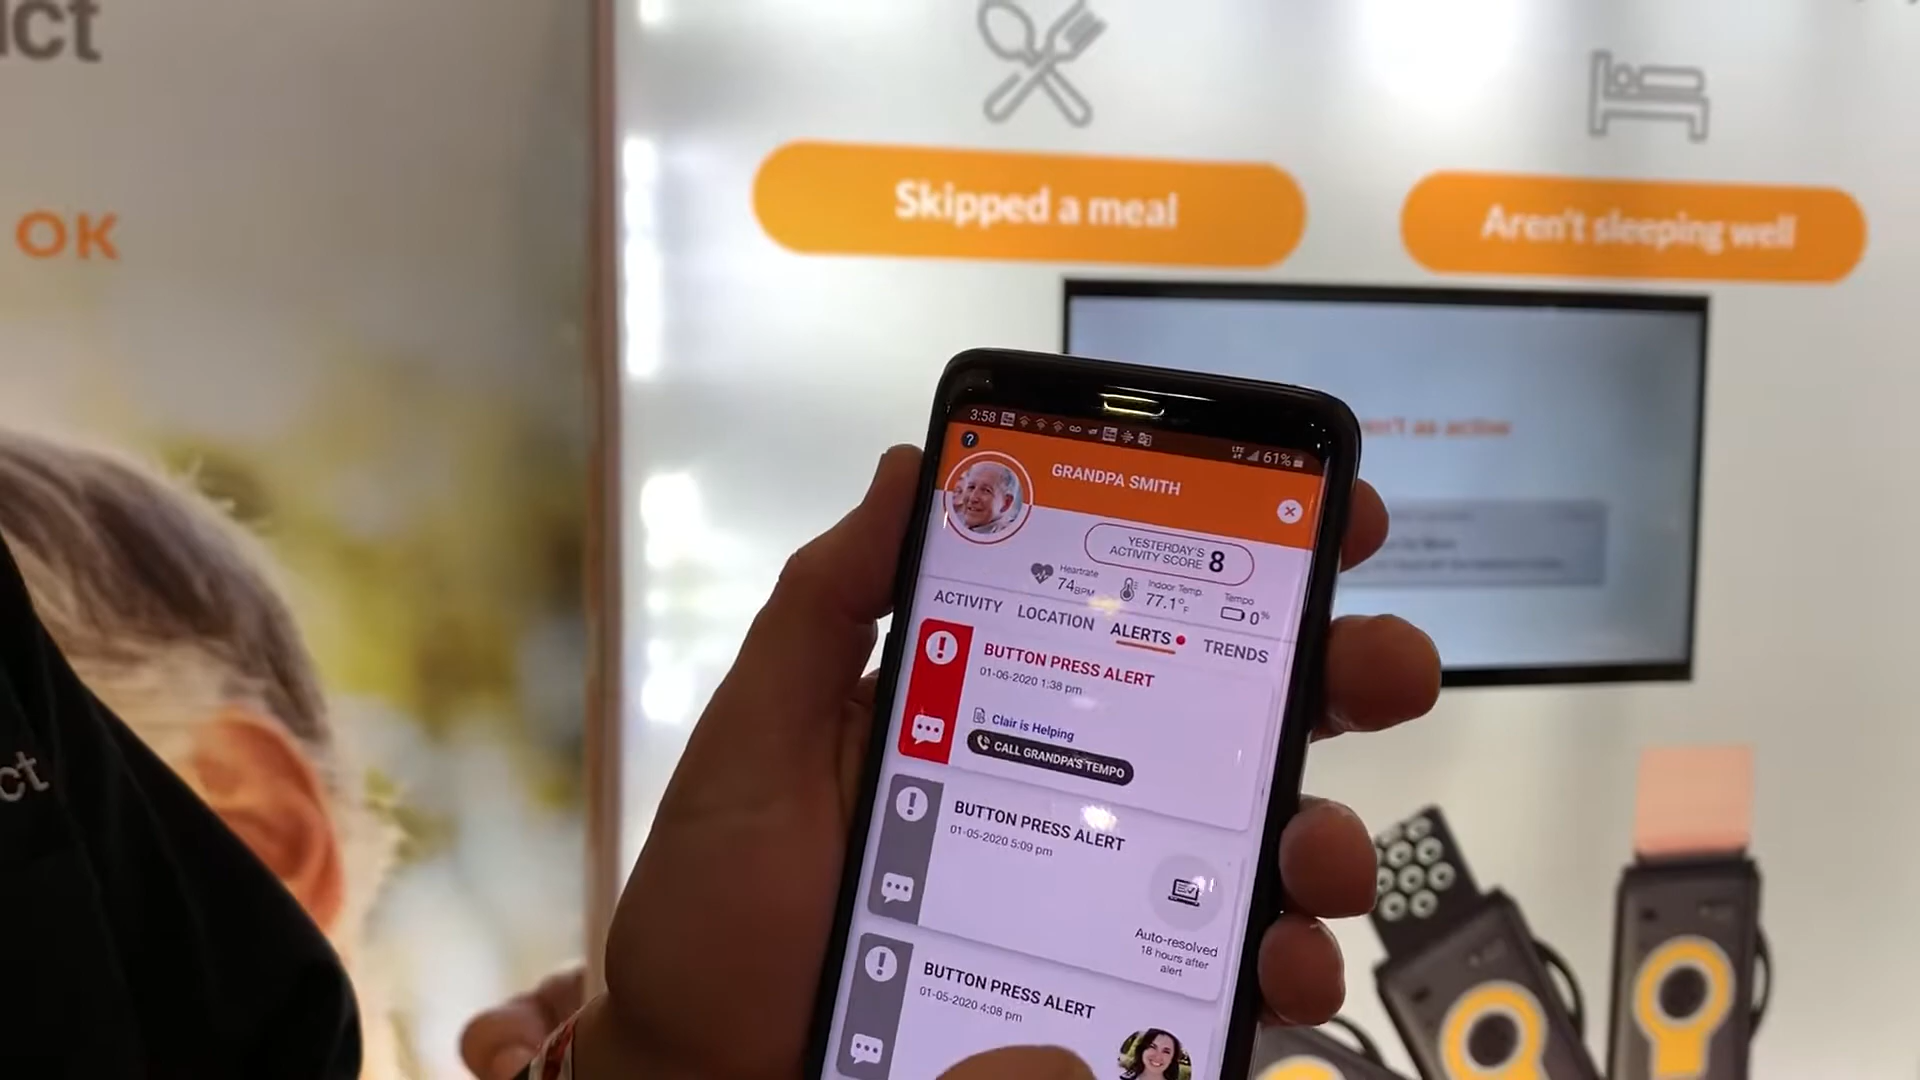 ct
OK
Skipped a meal
Aren't sleeping well
en't as active
3:58
61%
?
GRANDPA SMITH
YESTERDAY'S
ACTIVITY SCORE 8
Heartrate
74BPM
Indoor Temp.
77.1°F
Tempo
0%
ACTIVITY
LOCATION
ALERTS
TRENDS
BUTTON PRESS ALERT
01-06-2020 1:38 pm
Clair is Helping
CALL GRANDPA'S TEMPO
BUTTON PRESS ALERT
01-05-2020 5:09 pm
Auto-resolved
18 hours after
alert
BUTTON PRESS ALERT
01-05-2020 4:08 pm
ct